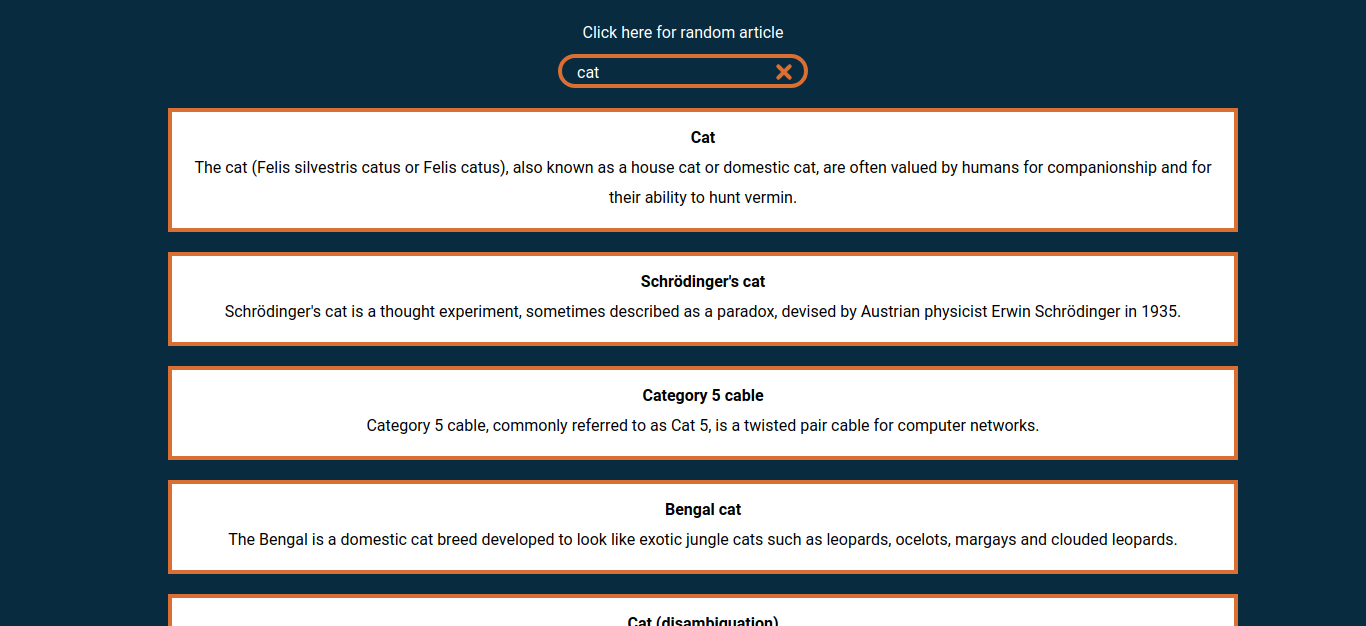 Click here for random article
cat
Cat
The cat (Felis silvestris catus or Felis catus), also known as a house cat or domestic cat, are often valued by humans for companionship and for
their ability to hunt vermin.
Schrödinger's cat
Schrödinger's cat is a thought experiment, sometimes described as a paradox, devised by Austrian physicist Erwin Schrödinger in 1935.
Category 5 cable
Category 5 cable, commonly referred to as Cat 5, is a twisted pair cable for computer networks.
Bengal cat
The Bengal is a domestic cat breed developed to look like exotic jungle cats such as leopards, ocelots, margays and clouded leopards.
Cat (disambiguation)